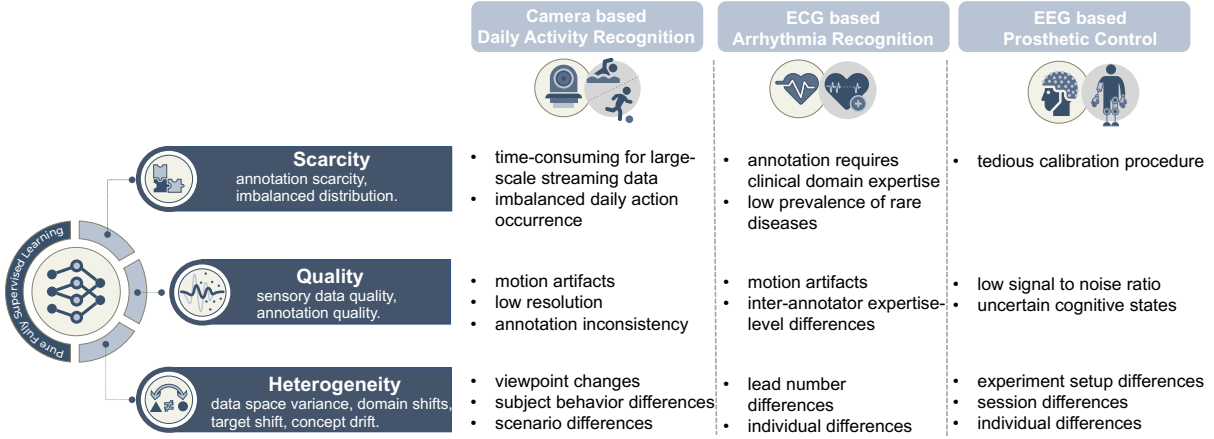 Camera based
Daily Activity Recognition
ECG based
Arrhythmia Recognition
EEG based
Prosthetic Control
Pure Fully Supervised Learning
Scarcity
annotation scarcity,
imbalanced distribution.
• time-consuming for large-
scale streaming data
• imbalanced daily action
occurrence
• annotation requires
clinical domain expertise
• low prevalence of rare
diseases
• tedious calibration procedure
Quality
sensory data quality,
annotation quality.
• motion artifacts
• low resolution
• annotation inconsistency
• motion artifacts
• inter-annotator expertise-
level differences
• low signal to noise ratio
• uncertain cognitive states
Heterogeneity
data space variance, domain shifts,
target shift, concept drift.
• viewpoint changes
• subject behavior differences
• scenario differences
• lead number
differences
• individual differences
• experiment setup differences
• session differences
• individual differences